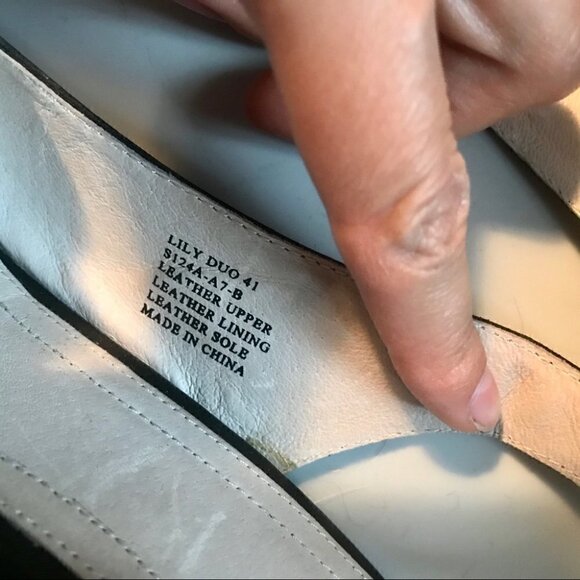 LILY DUO 41
S124A-A7-B
LEATHER UPPER
LEATHER LINING
LEATHER SOLE
MADE IN CHINA